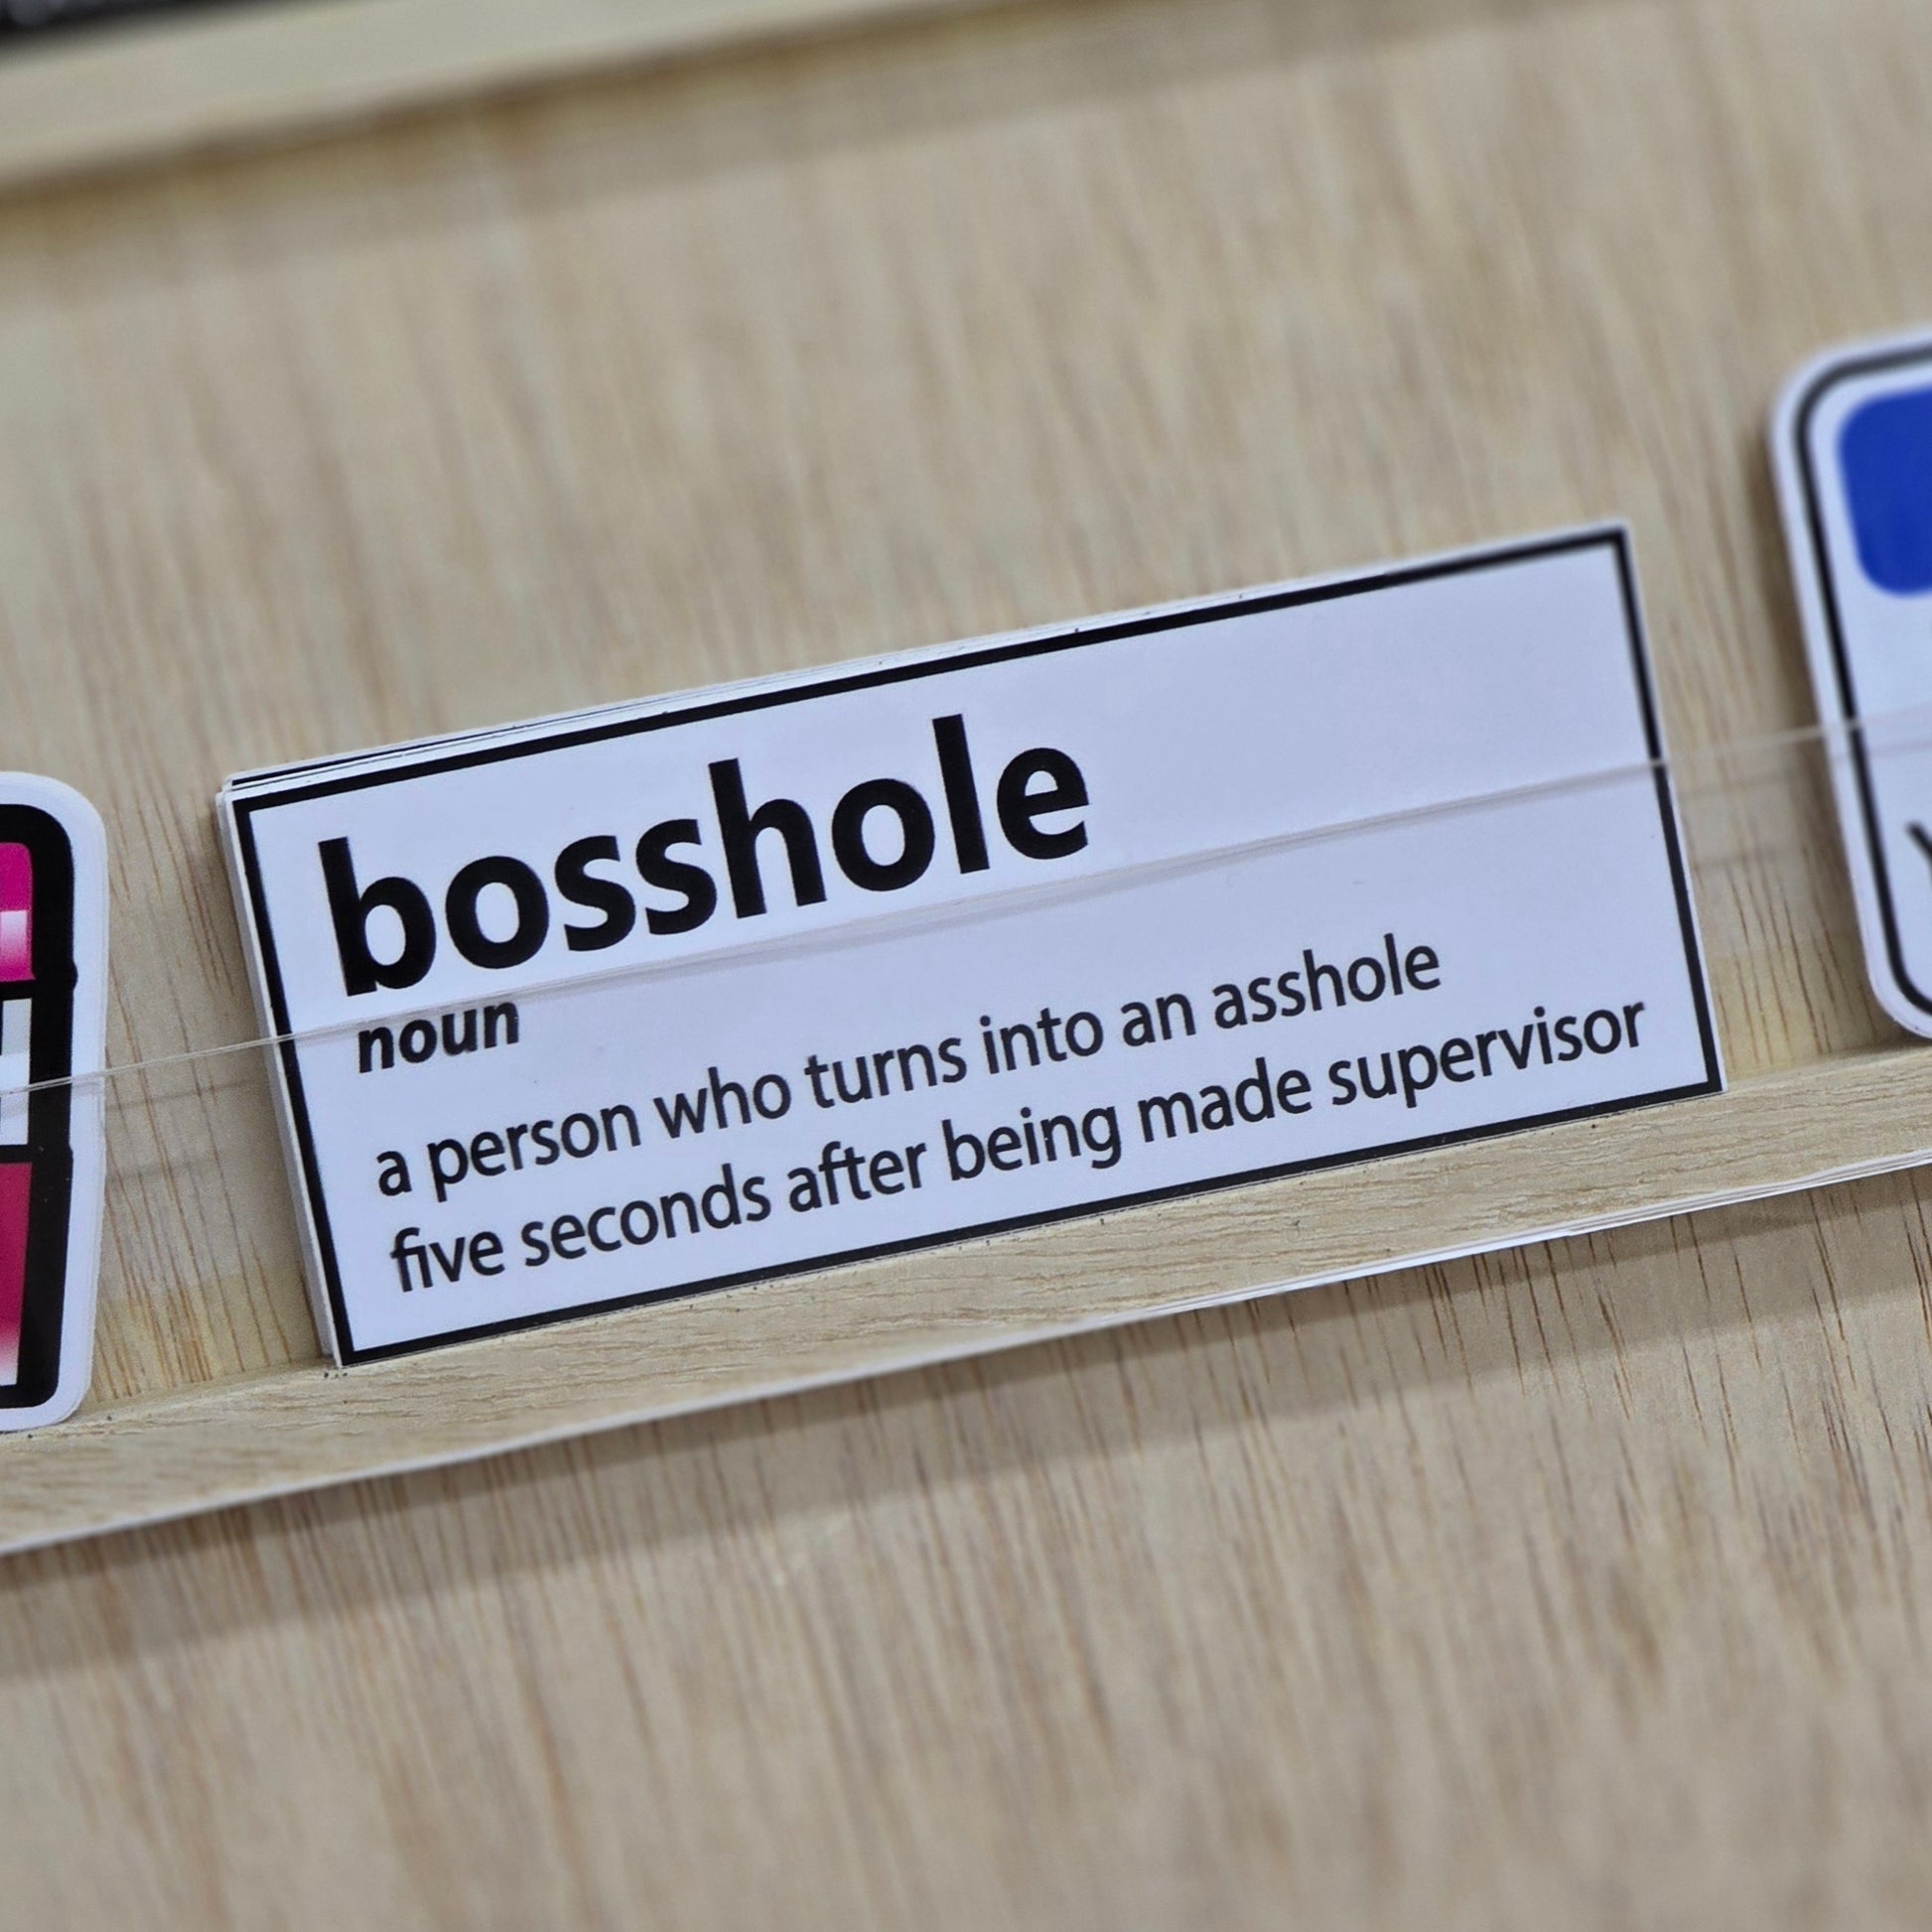 bosshole
noun
a person who turns into an asshole
five seconds after being made supervisor